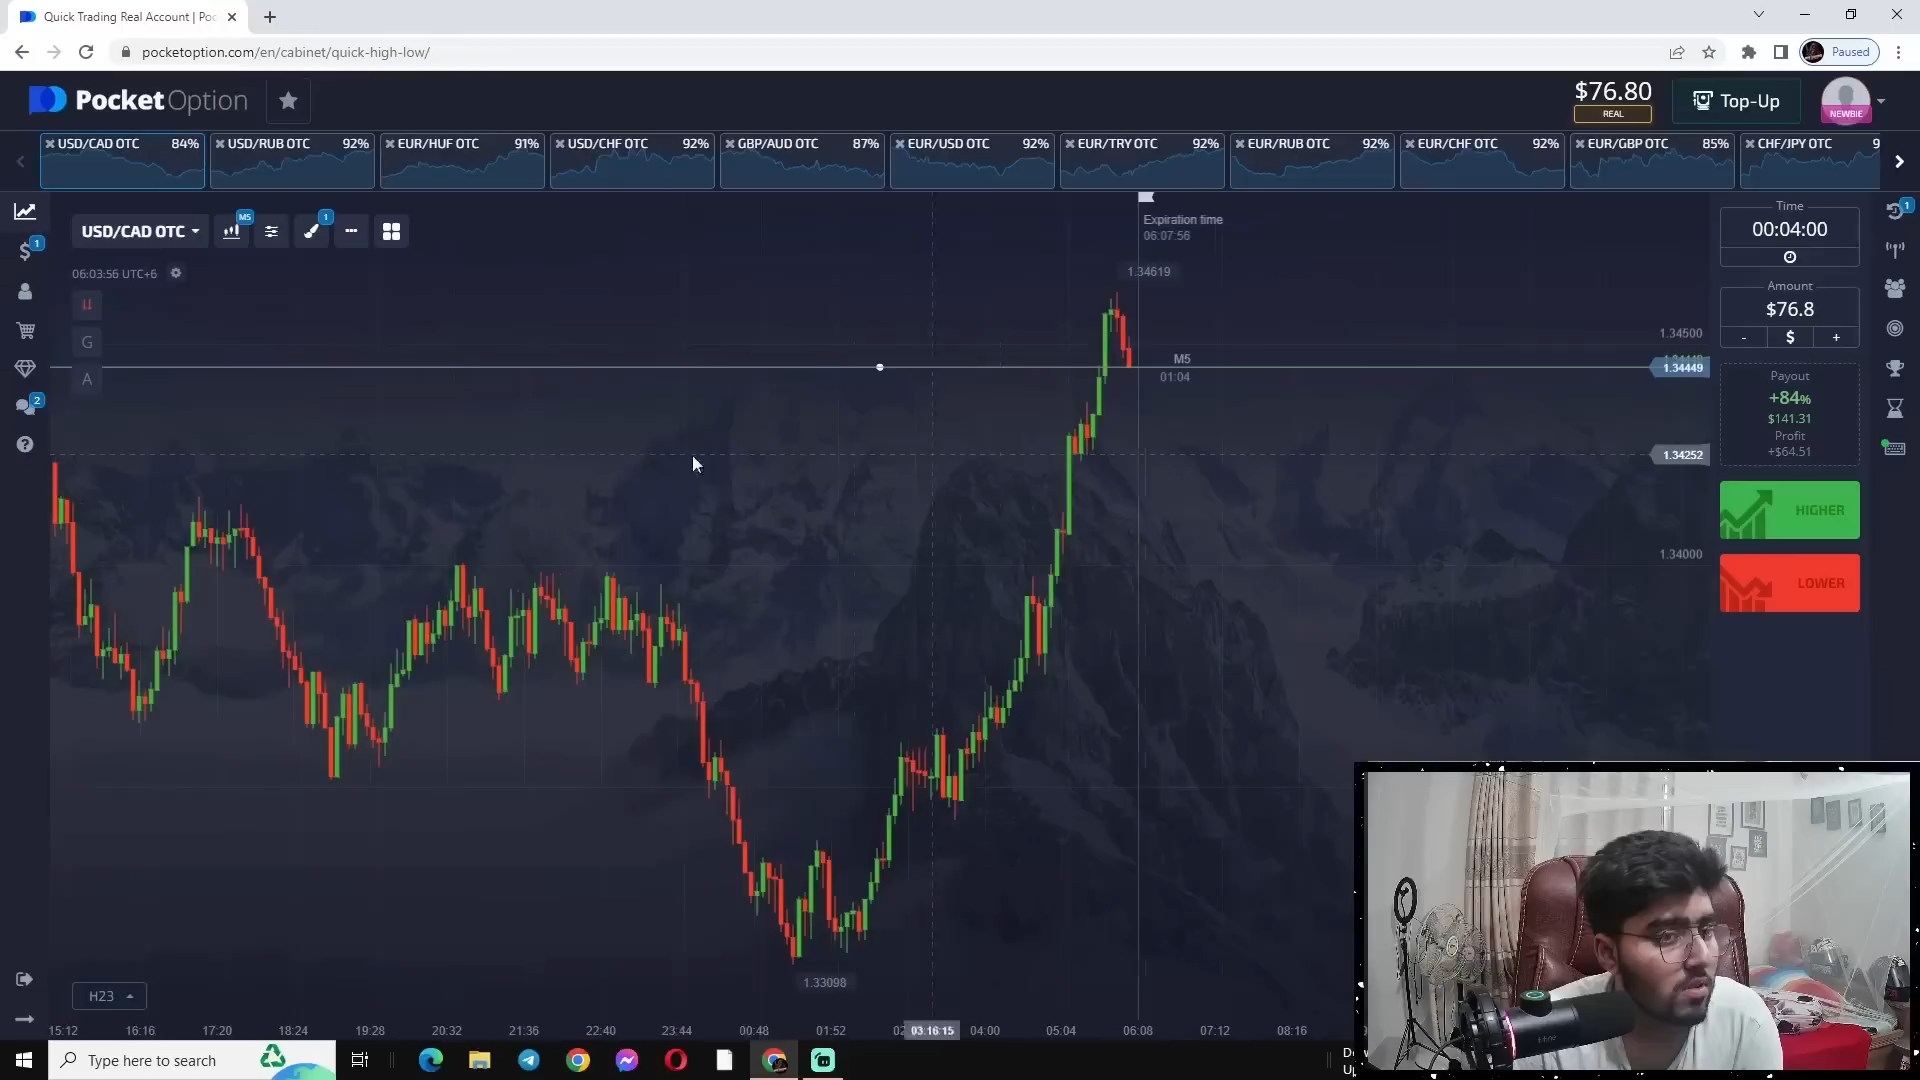 Quick Trading Real Account | Poc
pocketoption.com/en/cabinet/quick-high-low/
Paused
PocketOption
$76.80
REAL
Top-Up
NEWBIE
USD/CAD OTC 84%
USD/RUB OTC 92%
EUR/HUF OTC 91%
USD/CHF OTC 92%
GBP/AUD OTC 87%
EUR/USD OTC 92%
EUR/TRY OTC 92%
EUR/RUB OTC 92%
EUR/CHF OTC 92%
EUR/GBP OTC 85%
CHF/JPY OTC 9
USD/CAD OTC
M5
1
06:03:56 UTC+6
G
A
1
2
Expiration time
06:07:56
1.34619
M5
01:04
1.34500
1.34449
1.34252
1.34000
1.33098
Time
00:04:00
Amount
$76.8
- $ +
Payout
+84%
$141.31
Profit
+$64.51
HIGHER
LOWER
1
H23
15:12 16:16 17:20 18:24 19:28 20:32 21:36 22:40 23:44 00:48 01:52 03:16:15 04:00 05:04 06:08 07:12 08:16
Type here to search